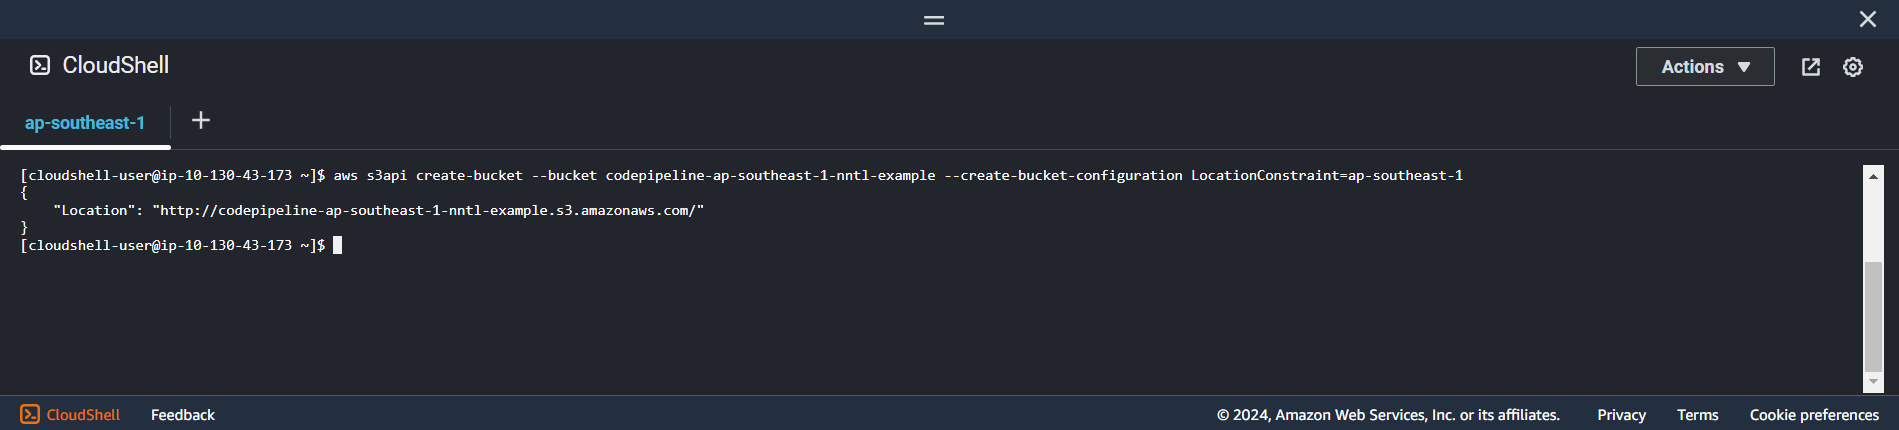 CloudShell
Actions
ap-southeast-1
[cloudshell-user@ip-10-130-43-173 ~]$ aws s3api create-bucket --bucket codepipeline-ap-southeast-1-nntl-example --create-bucket-configuration LocationConstraint=ap-southeast-1
{
    "Location": "http://codepipeline-ap-southeast-1-nntl-example.s3.amazonaws.com/"
}
[cloudshell-user@ip-10-130-43-173 ~]$
CloudShell Feedback © 2024, Amazon Web Services, Inc. or its affiliates. Privacy Terms Cookie preferences